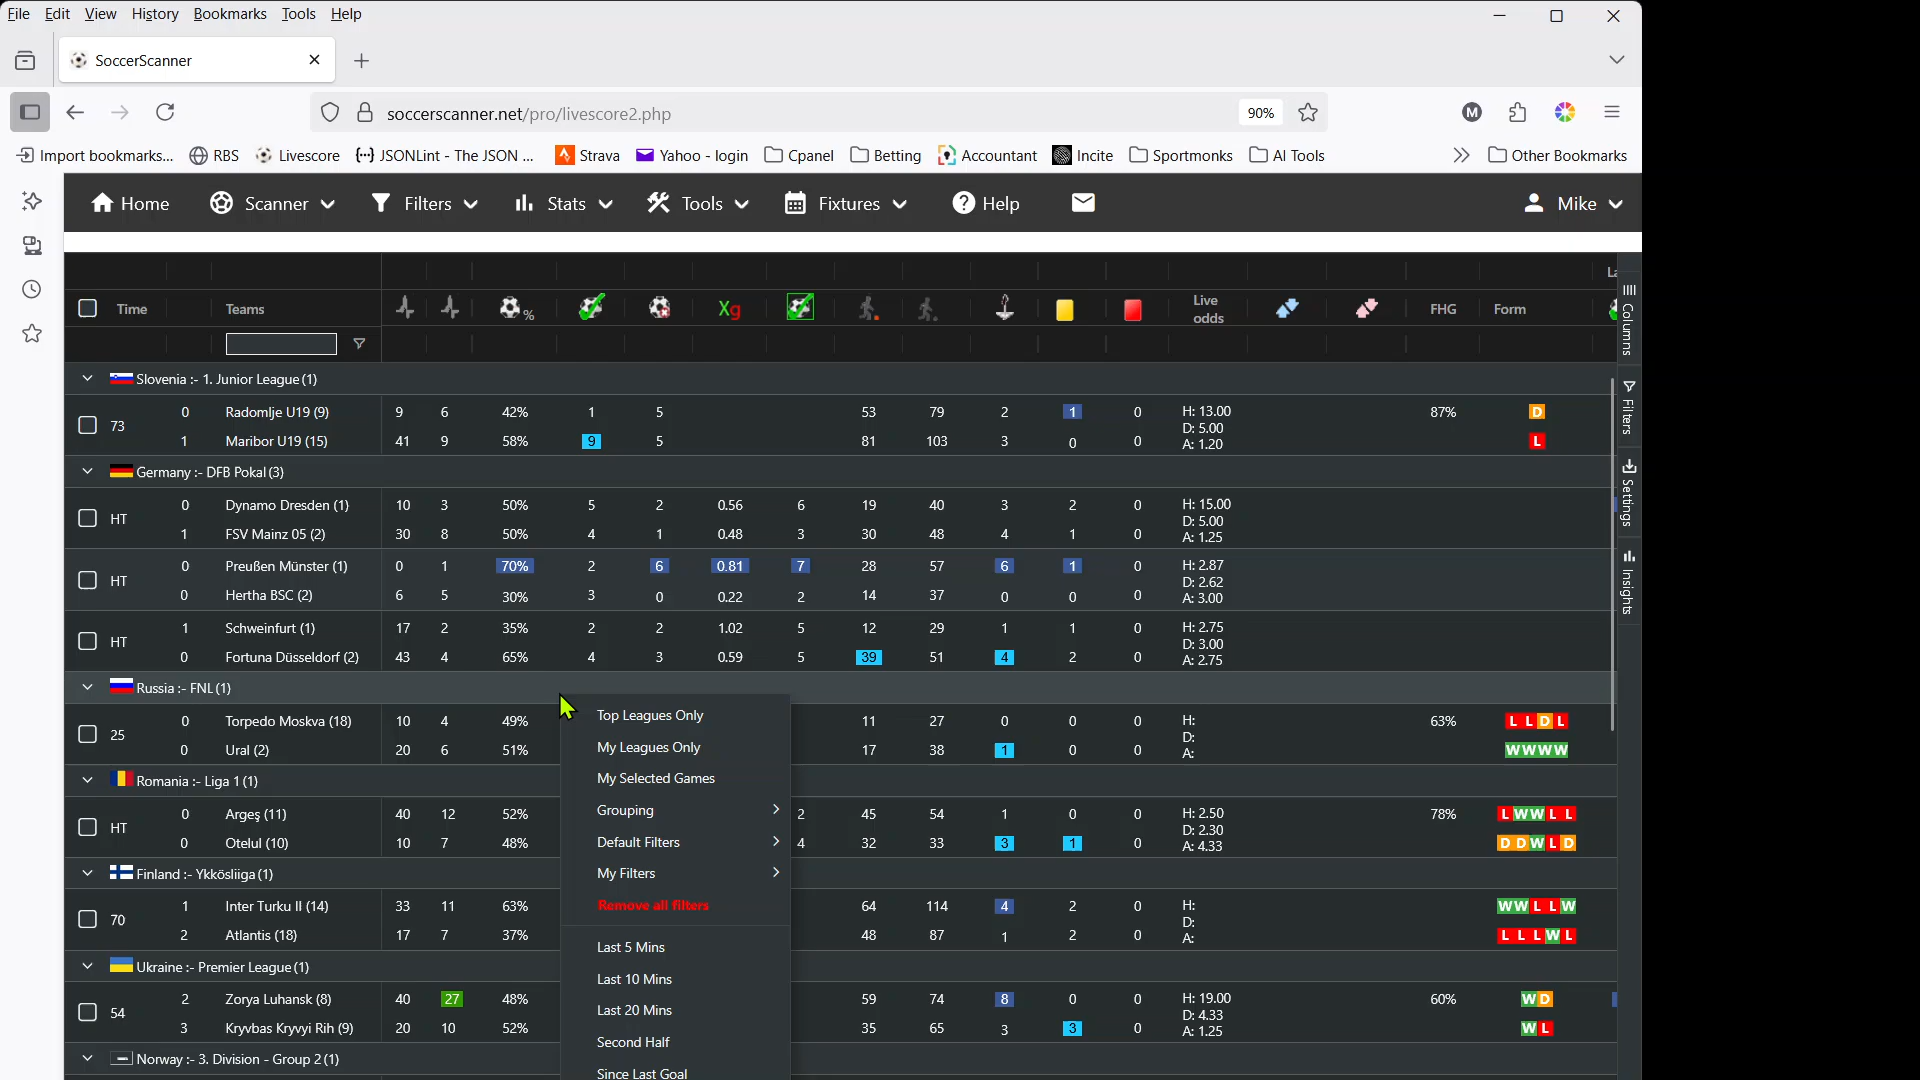 File Edit View History Bookmarks Tools Help
SoccerScanner
soccerscanner.net/pro/livescore2.php 90% M
Import bookmarks... RBS Livescore JSONLint - The JSON ... Strava Yahoo - login Cpanel Betting Accountant Incite Sportmonks AI Tools Other Bookmarks
Home Scanner Filters Stats Tools Fixtures Help Mike
La
Time Teams % Xg Live odds FHG Form
Columns
Filters
Settings
Insights
Slovenia :- 1. Junior League (1)
73
0 Radomlje U19 (9) 9 6 42% 1 5 53 79 2 1 0 H: 13.00 87% D
D: 5.00
1 Maribor U19 (15) 41 9 58% 9 5 81 103 3 0 0 A: 1.20 L
Germany :- DFB Pokal (3)
HT
0 Dynamo Dresden (1) 10 3 50% 5 2 0.56 6 19 40 3 2 0 H: 15.00
D: 5.00
1 FSV Mainz 05 (2) 30 8 50% 4 1 0.48 3 30 48 4 1 0 A: 1.25
HT
0 Preußen Münster (1) 0 1 70% 2 6 0.81 7 28 57 6 1 0 H: 2.87
D: 2.62
0 Hertha BSC (2) 6 5 30% 3 0 0.22 2 14 37 0 0 0 A: 3.00
HT
1 Schweinfurt (1) 17 2 35% 2 2 1.02 5 12 29 1 1 0 H: 2.75
D: 3.00
0 Fortuna Düsseldorf (2) 43 4 65% 4 3 0.59 5 39 51 4 2 0 A: 2.75
Russia :- FNL (1)
25
0 Torpedo Moskva (18) 10 4 49% 11 27 0 0 0 H: 63% L L D L
D:
0 Ural (2) 20 6 51% 17 38 1 0 0 A: W W W W
Romania :- Liga 1 (1)
HT
0 Argeş (11) 40 12 52% 2 45 54 1 0 0 H: 2.50 78% L W W L L
D: 2.30
0 Otelul (10) 10 7 48% 4 32 33 3 1 0 A: 4.33 D D W L D
Finland :- Ykkösliiga (1)
70
1 Inter Turku II (14) 33 11 63% 64 114 4 2 0 H: W W L L W
D:
2 Atlantis (18) 17 7 37% 48 87 1 2 0 A: L L L W L
Ukraine :- Premier League (1)
54
2 Zorya Luhansk (8) 40 27 48% 59 74 8 0 0 H: 19.00 60% W D
D: 4.33
3 Kryvbas Kryvyi Rih (9) 20 10 52% 35 65 3 3 0 A: 1.25 W L
Norway :- 3. Division - Group 2 (1)
Top Leagues Only
My Leagues Only
My Selected Games
Grouping
Default Filters
My Filters
Remove all filters
Last 5 Mins
Last 10 Mins
Last 20 Mins
Second Half
Since Last Goal